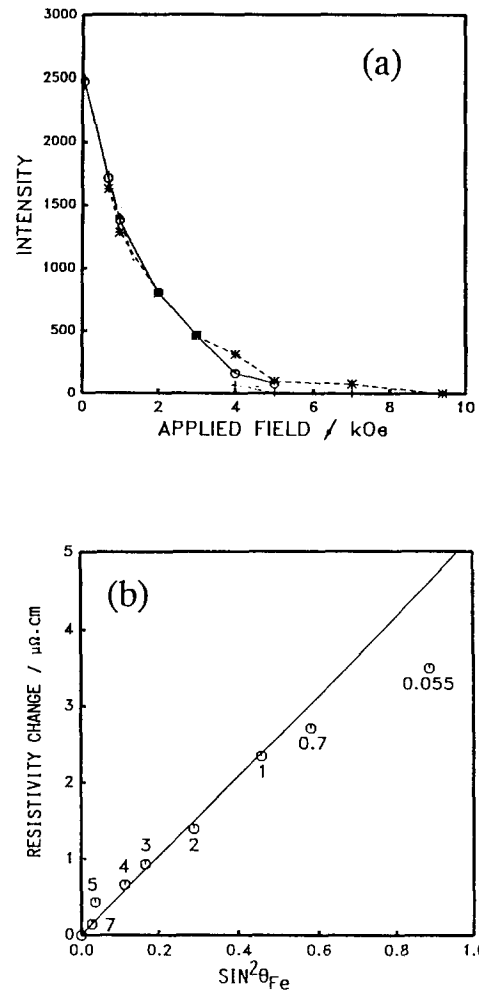 3000
(a)
2500
2000
1500
1000
500
0
INTENSITY
0 2 4 6 8 10
APPLIED FIELD / kOe
5
(b)
4
0.055
3
0.7
1
2
2
3
1
4
5
7
0
RESISTIVITY CHANGE / μΩ·cm
0.0 0.2 0.4 0.6 0.8 1.0
SIN²θFe